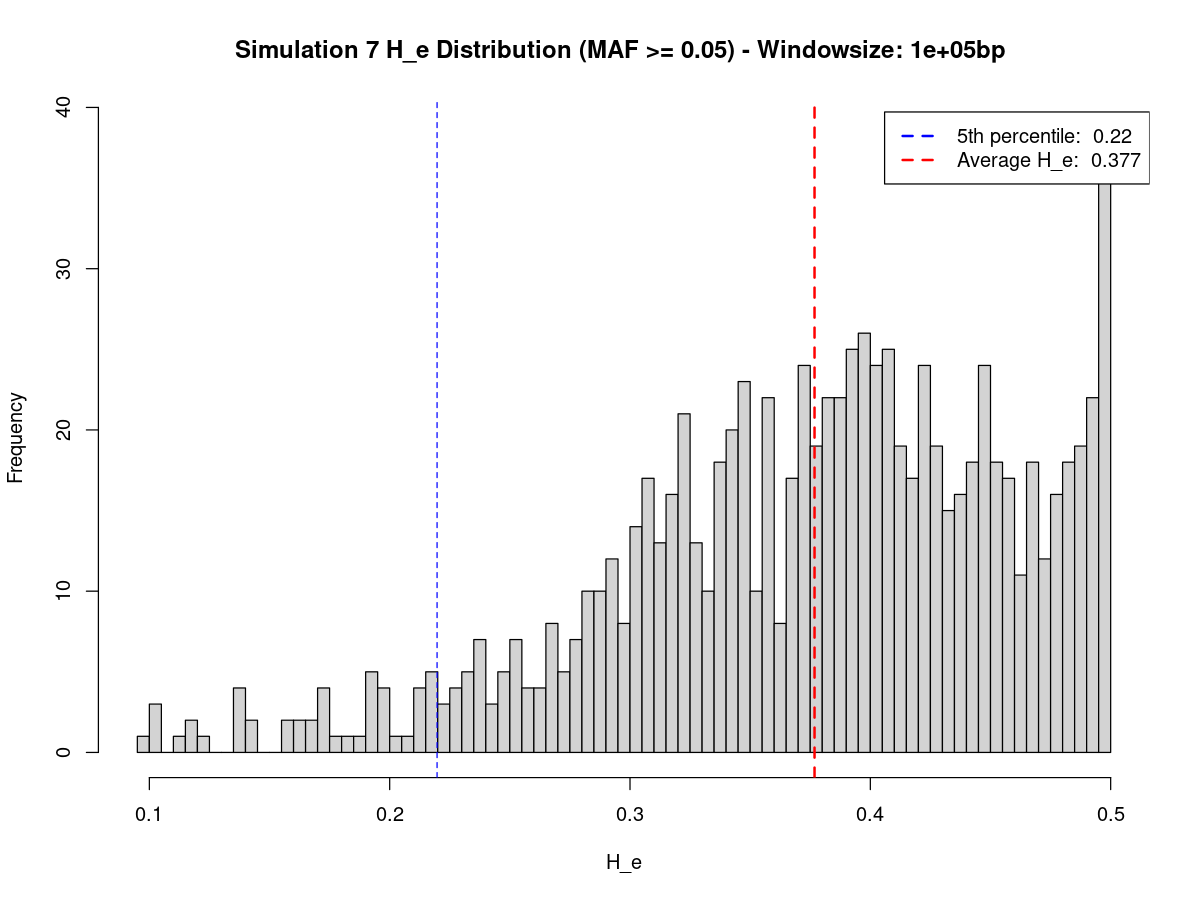 Simulation 7 H_e Distribution (MAF >= 0.05) - Windowsize: 1e+05bp
40
30
20
10
0
Frequency
5th percentile: 0.22
Average H_e: 0.377
0.1
0.2
0.3
0.4
0.5
H_e